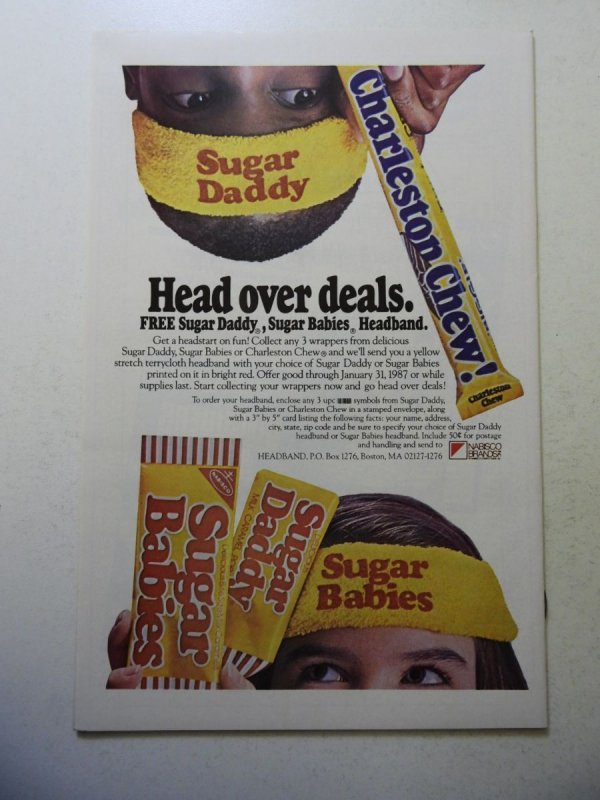 Sugar
Daddy
Charleston Chew!
Charleston
Chew
Head over deals.
FREE Sugar Daddy®, Sugar Babies® Headband.
Get a headstart on fun! Collect any 3 wrappers from delicious
Sugar Daddy, Sugar Babies or Charleston Chew® and we'll send you a yellow
stretch terrycloth headband with your choice of Sugar Daddy or Sugar Babies
printed on it in bright red. Offer good through January 31, 1987 or while
supplies last. Start collecting your wrappers now and go head over deals!
To order your headband, enclose any 3 upc symbols from Sugar Daddy,
Sugar Babies or Charleston Chew in a stamped envelope, along
with a 3" by 5" card listing the following facts: your name, address,
city, state, zip code and be sure to specify your choice of Sugar Daddy
headband or Sugar Babies headband. Include 50¢ for postage
and handling and send to
HEADBAND, P.O. Box 1276, Boston, MA 02127-1276
NABISCO
BRANDS
NABISCO
Sugar
Babies
Sugar
Daddy
MILK CARAMEL POP
Sugar
Babies